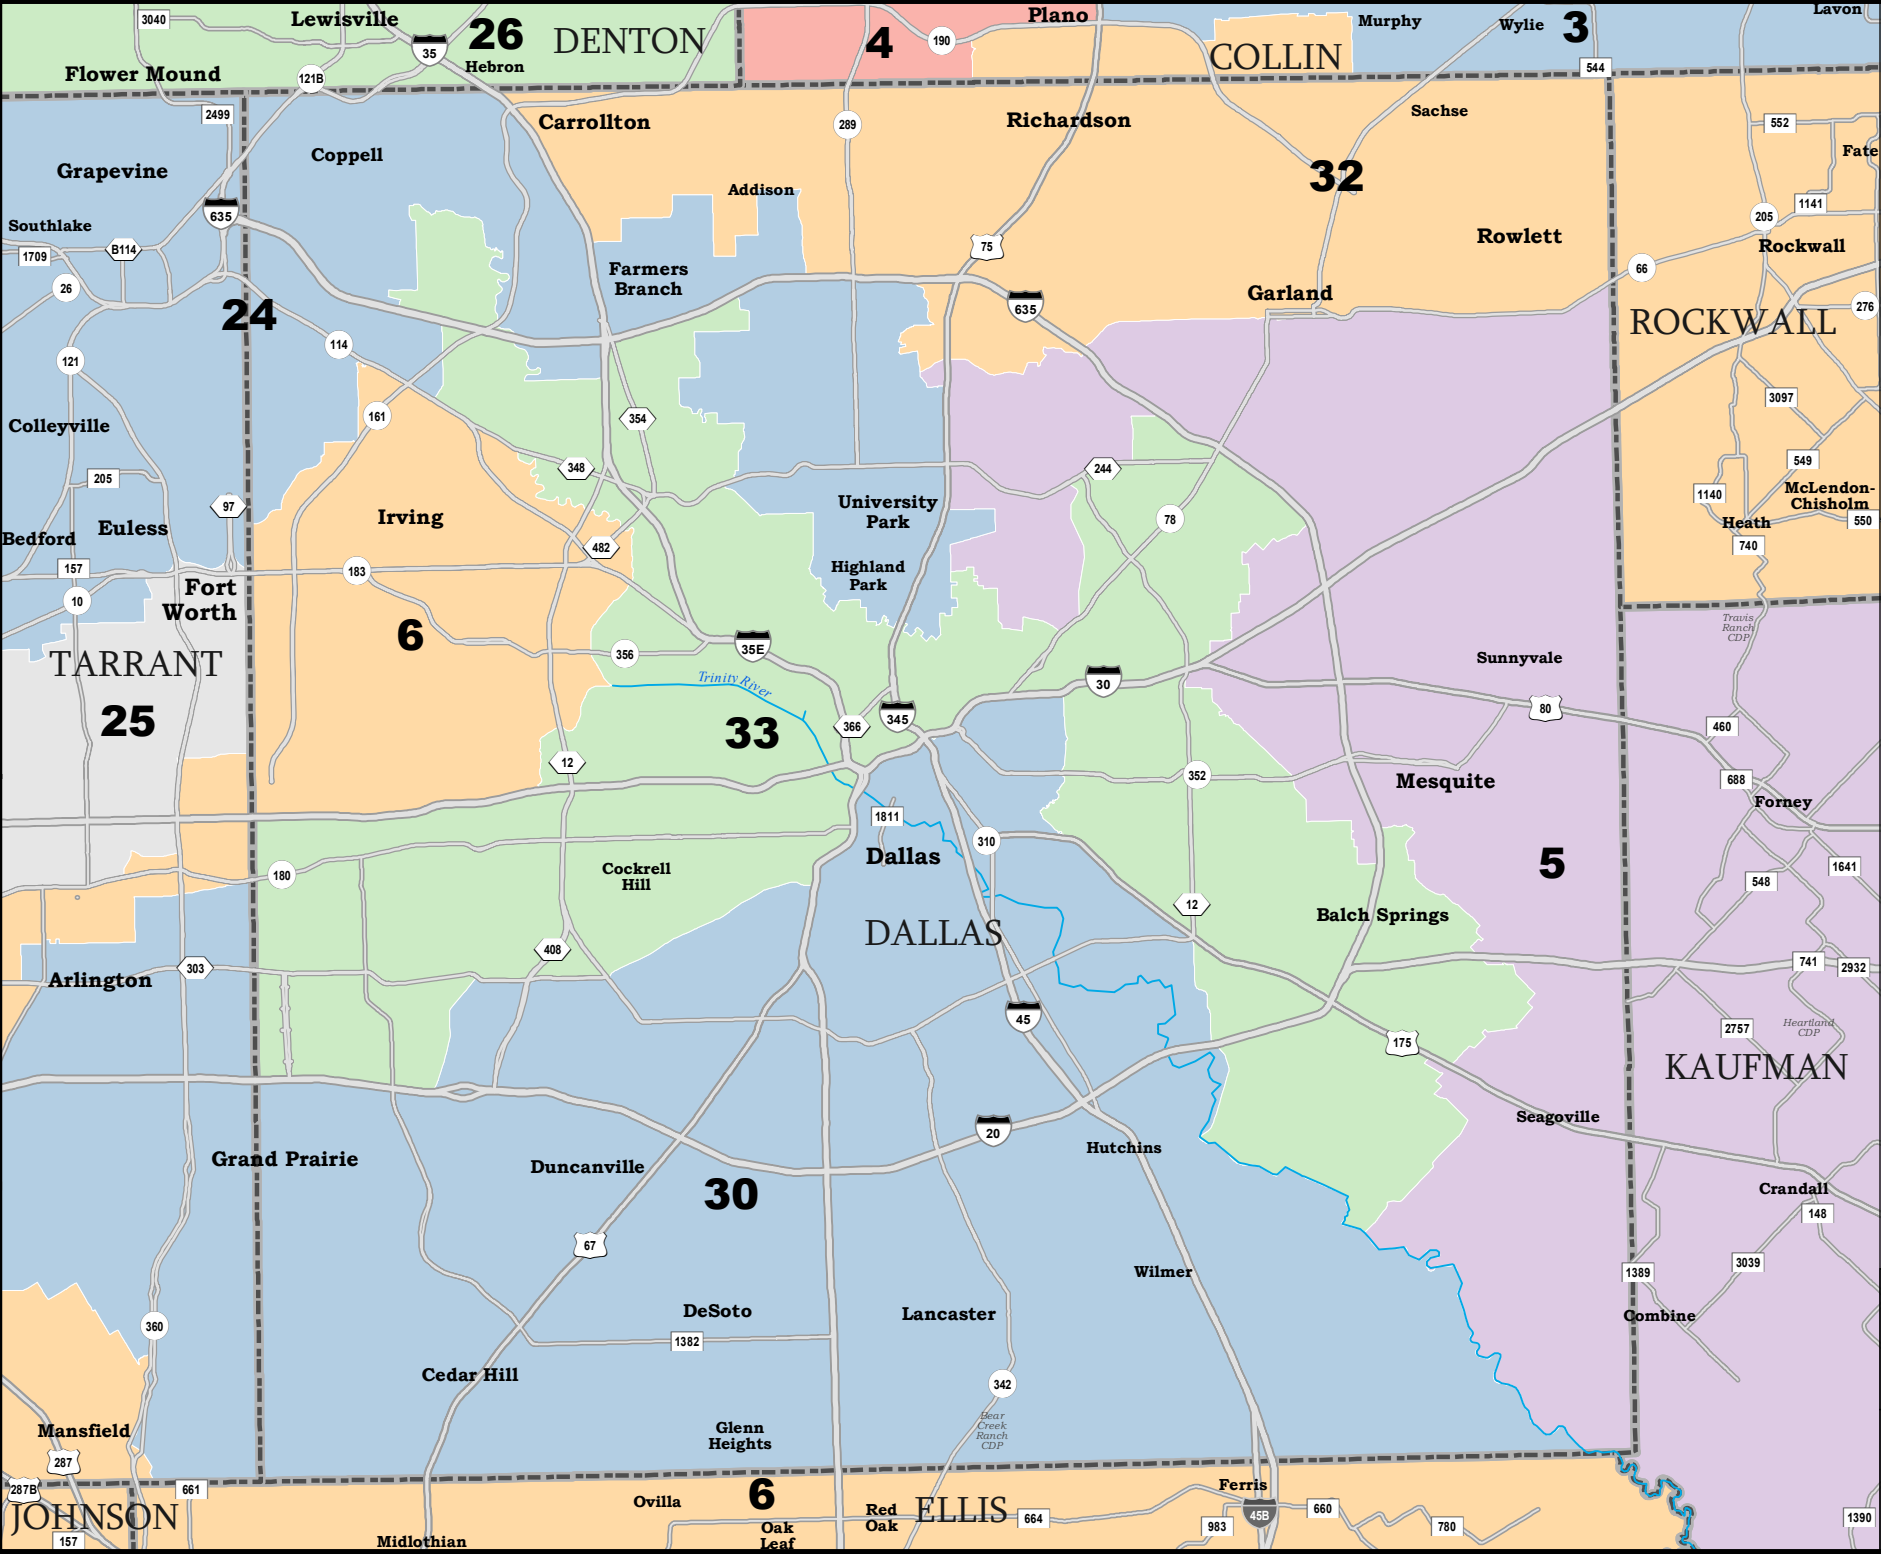 3040
Lewisville
26
DENTON
4
190
Plano
COLLIN
Murphy
Wylie
3
Lavon
35
Hebron
Flower Mound
121B
544
2499
Carrollton
289
Richardson
Sachse
552
Fate
Grapevine
Coppell
Addison
32
1141
205
635
Southlake
1709
B114
75
Rowlett
Rockwall
66
26
Farmers
Branch
Garland
276
24
635
ROCKWALL
114
121
161
354
3097
Colleyville
348
244
549
205
97
University
Park
1140
McLendon-
Chisholm
Irving
78
Heath
550
Bedford
Euless
482
740
157
183
Highland
Park
10
Fort
Worth
6
356
35E
Travis
Ranch
CDP
TARRANT
Sunnyvale
Trinity River
30
25
33
366
345
80
460
12
352
Mesquite
688
Forney
1811
310
Dallas
5
1641
180
Cockrell
Hill
548
12
Balch Springs
DALLAS
408
303
741
2932
Arlington
45
2757
Heartland
CDP
175
KAUFMAN
20
Seagoville
Hutchins
Grand Prairie
Duncanville
30
Crandall
148
67
3039
Wilmer
1389
DeSoto
Lancaster
Combine
360
1382
Cedar Hill
342
Mansfield
Glenn
Heights
Bear
Creek
Ranch
CDP
287
287B
661
6
Ferris
JOHNSON
Ovilla
Red
Oak
ELLIS
664
45B
660
983
780
1390
157
Midlothian
Oak
Leaf